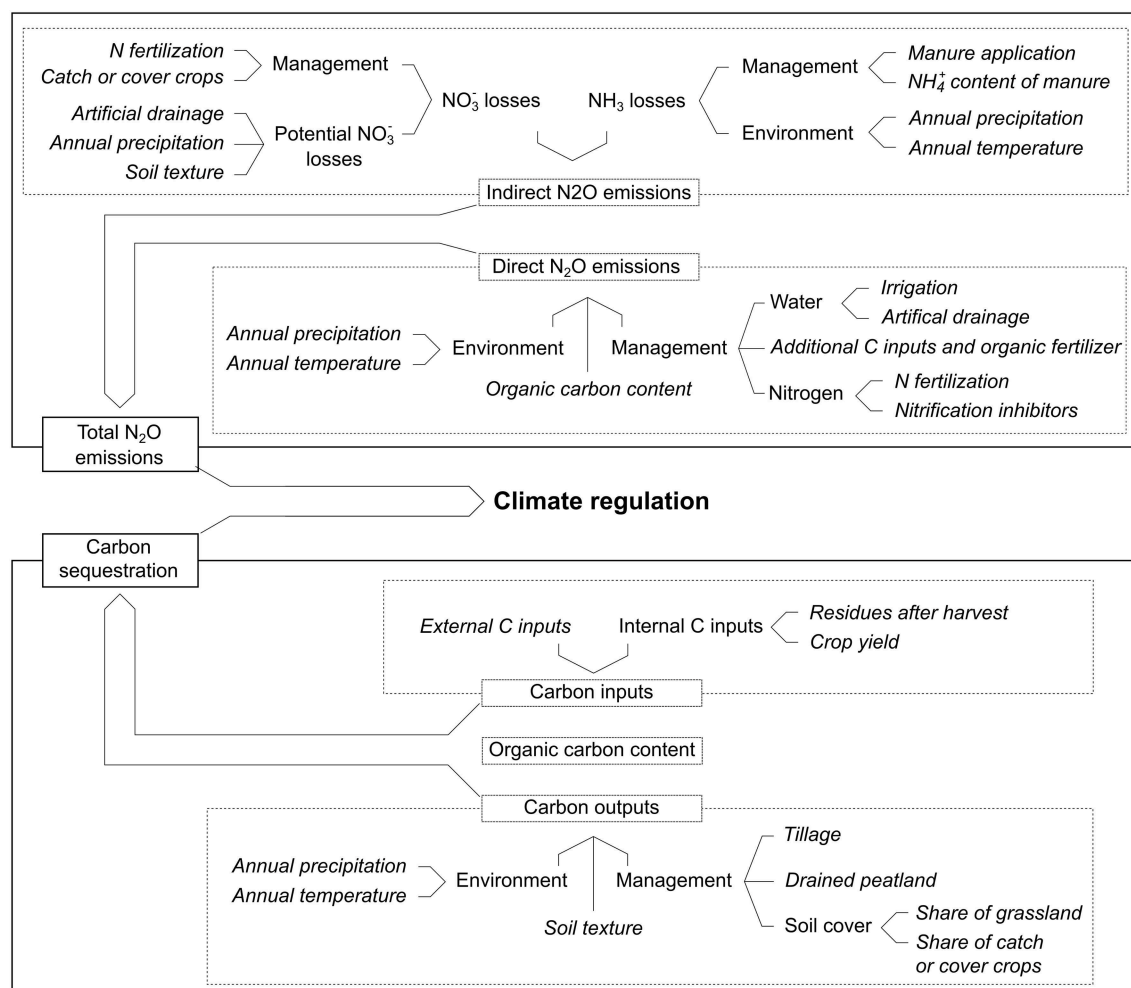 N fertilization
Catch or cover crops
Management
Artificial drainage
Annual precipitation
Soil texture
Potential NO₃⁻
losses
NO₃⁻ losses
NH3 losses
Management
Manure application
NH₄⁺ content of manure
Environment
Annual precipitation
Annual temperature
Indirect N2O emissions
Direct N₂O emissions
Annual precipitation
Annual temperature
Environment
Organic carbon content
Management
Water
Irrigation
Artifical drainage
Additional C inputs and organic fertilizer
Nitrogen
N fertilization
Nitrification inhibitors
Total N₂O
emissions
Climate regulation
Carbon
sequestration
External C inputs
Internal C inputs
Residues after harvest
Crop yield
Carbon inputs
Organic carbon content
Carbon outputs
Annual precipitation
Annual temperature
Environment
Soil texture
Management
Tillage
Drained peatland
Soil cover
Share of grassland
Share of catch
or cover crops